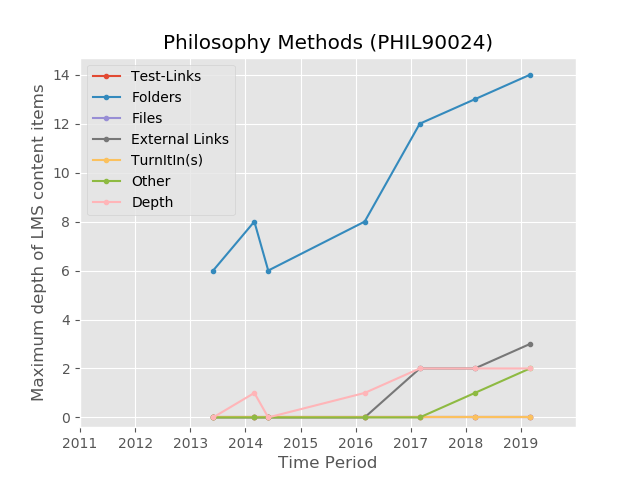 Philosophy Methods (PHIL90024)
Maximum depth of LMS content items
14
12
10
8
6
4
2
0
Test-Links
Folders
Files
External Links
TurnItIn(s)
Other
Depth
2011 2012 2013 2014 2015 2016 2017 2018 2019
Time Period